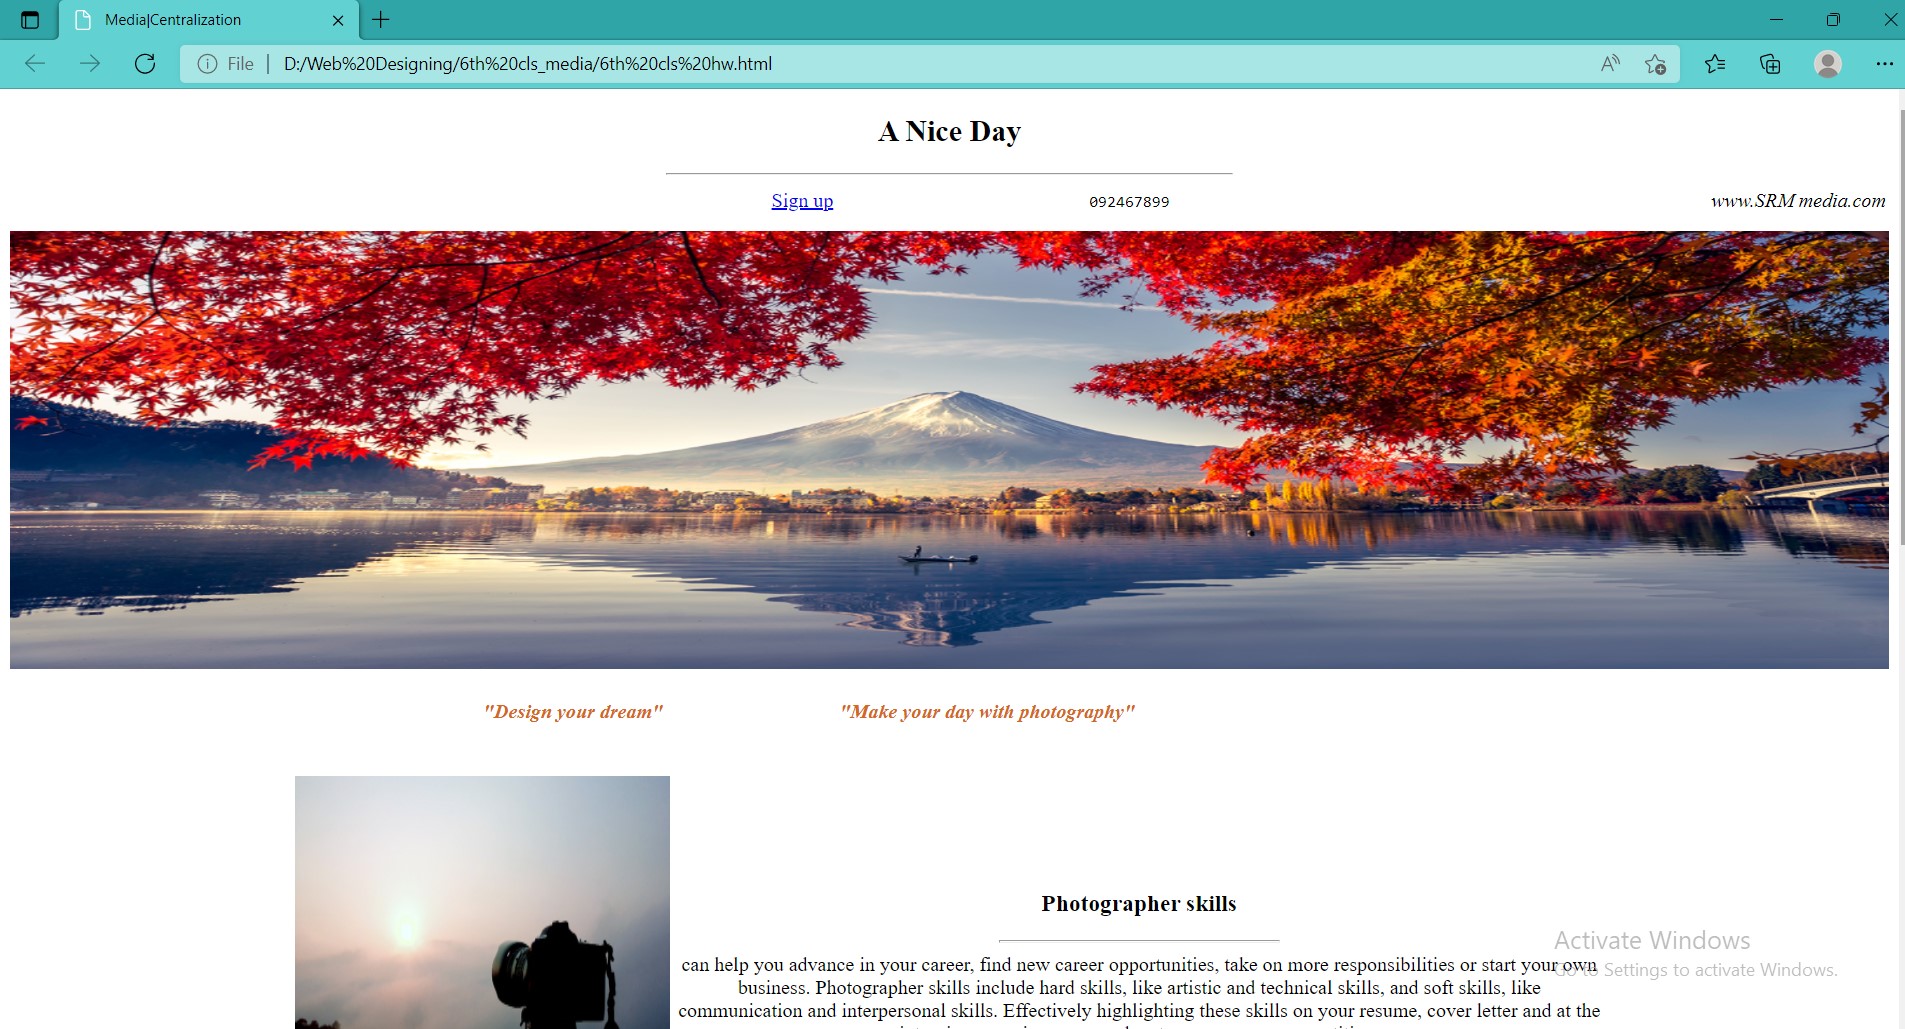 Media|Centralization
File | D:/Web%20Designing/6th%20cls_media/6th%20cls%20hw.html
A Nice Day
Sign up 092467899 www.SRM media.com
"Design your dream" "Make your day with photography"
Photographer skills
can help you advance in your career, find new career opportunities, take on more responsibilities or start your own
business. Photographer skills include hard skills, like artistic and technical skills, and soft skills, like
communication and interpersonal skills. Effectively highlighting these skills on your resume, cover letter and at the
Activate Windows
Go to Settings to activate Windows.